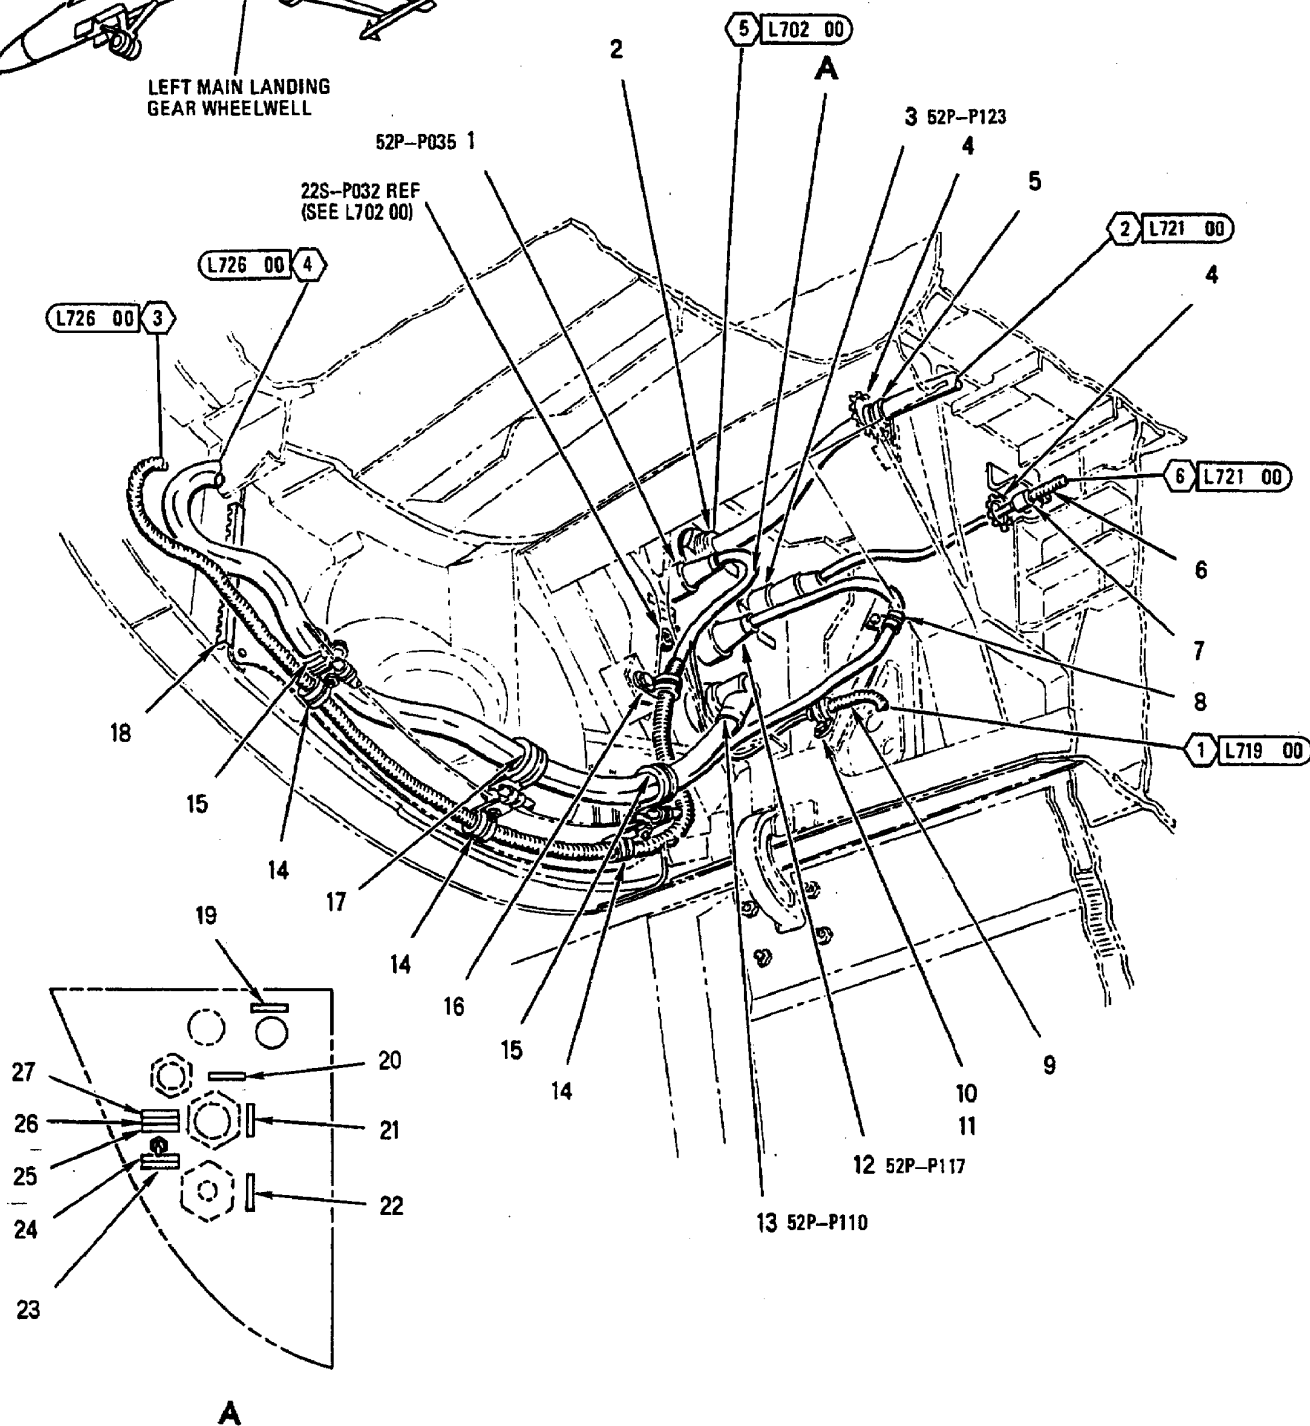 LEFT MAIN LANDING
GEAR WHEELWELL
2
5 L702 00
A
52P-P035 1
3 52P-P123
4
22S-P032 REF
(SEE L702 00)
5
2 L721 00
L726 00 4
4
L726 00 3
6 L721 00
6
7
8
18
1 L719 00
15
14
17
19
14
16
15
9
14
20
10
11
27
26
21
25
12 52P-P117
24
22
13 52P-P110
23
A